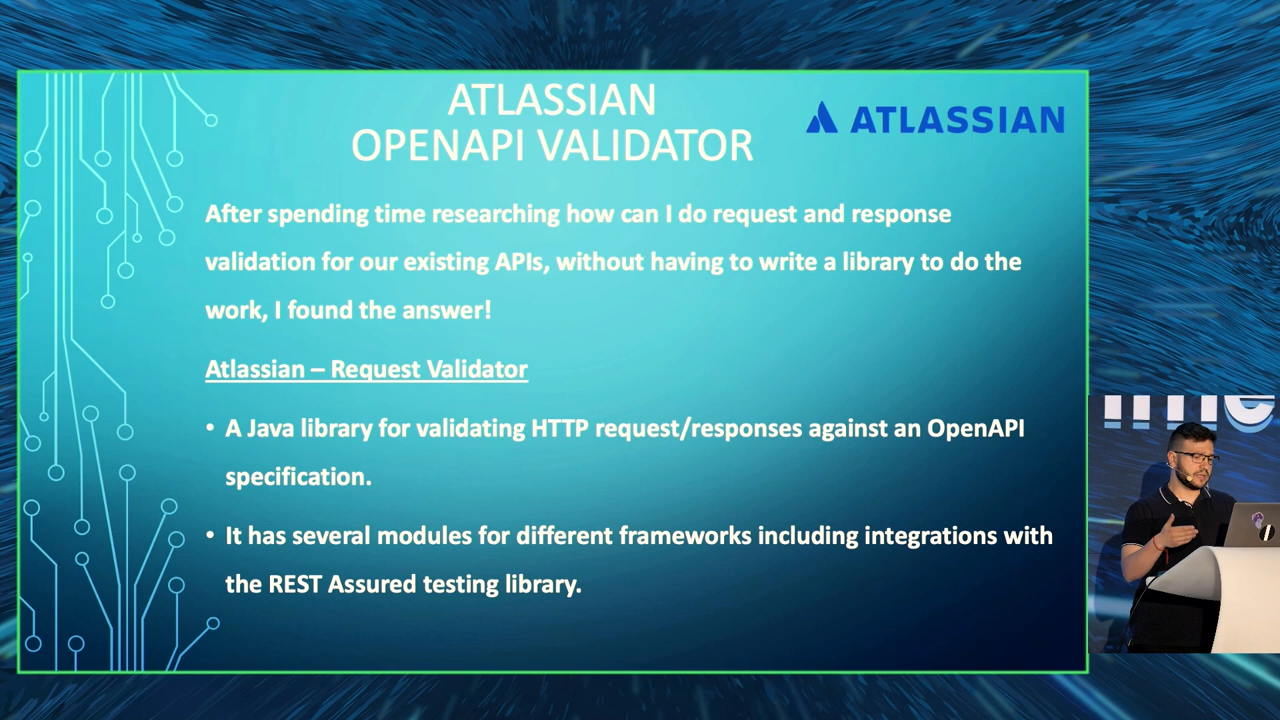 ATLASSIAN
OPENAPI VALIDATOR
ATLASSIAN
After spending time researching how can I do request and response
validation for our existing APIs, without having to write a library to do the
work, I found the answer!
Atlassian – Request Validator
• A Java library for validating HTTP request/responses against an OpenAPI
specification.
• It has several modules for different frameworks including integrations with
the REST Assured testing library.